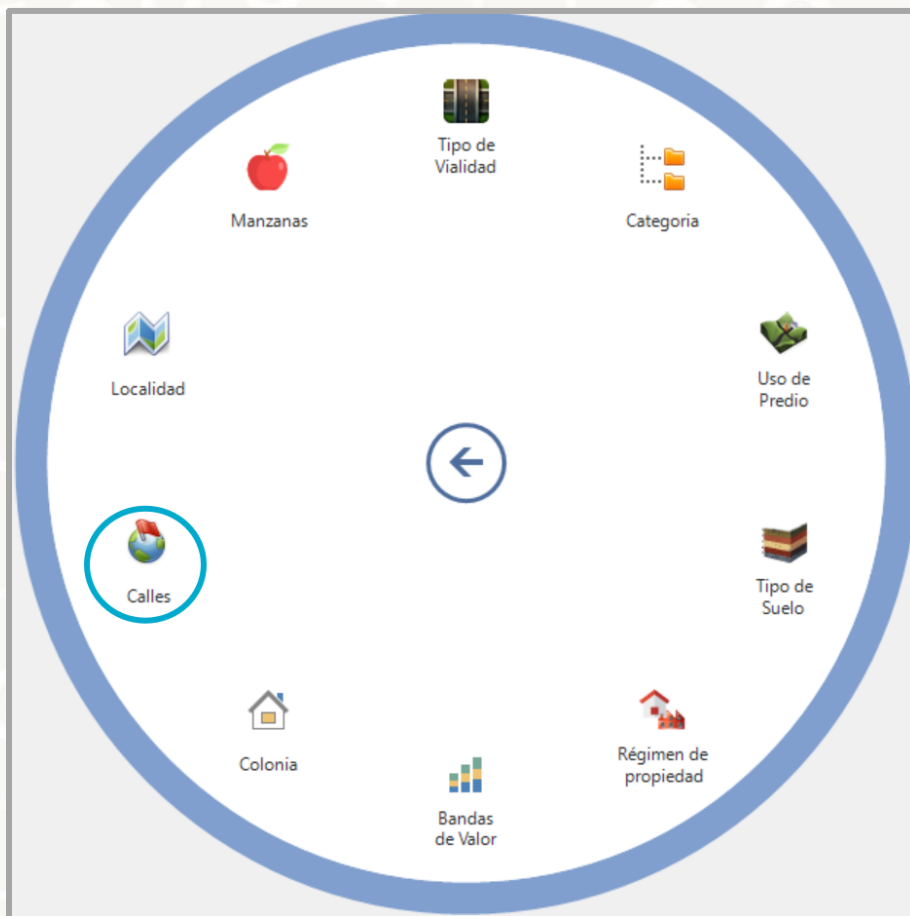 Tipo de
Vialidad
Manzanas
Categoria
Localidad
Uso de
Predio
Calles
Tipo de
Suelo
Colonia
Régimen de
propiedad
Bandas
de Valor